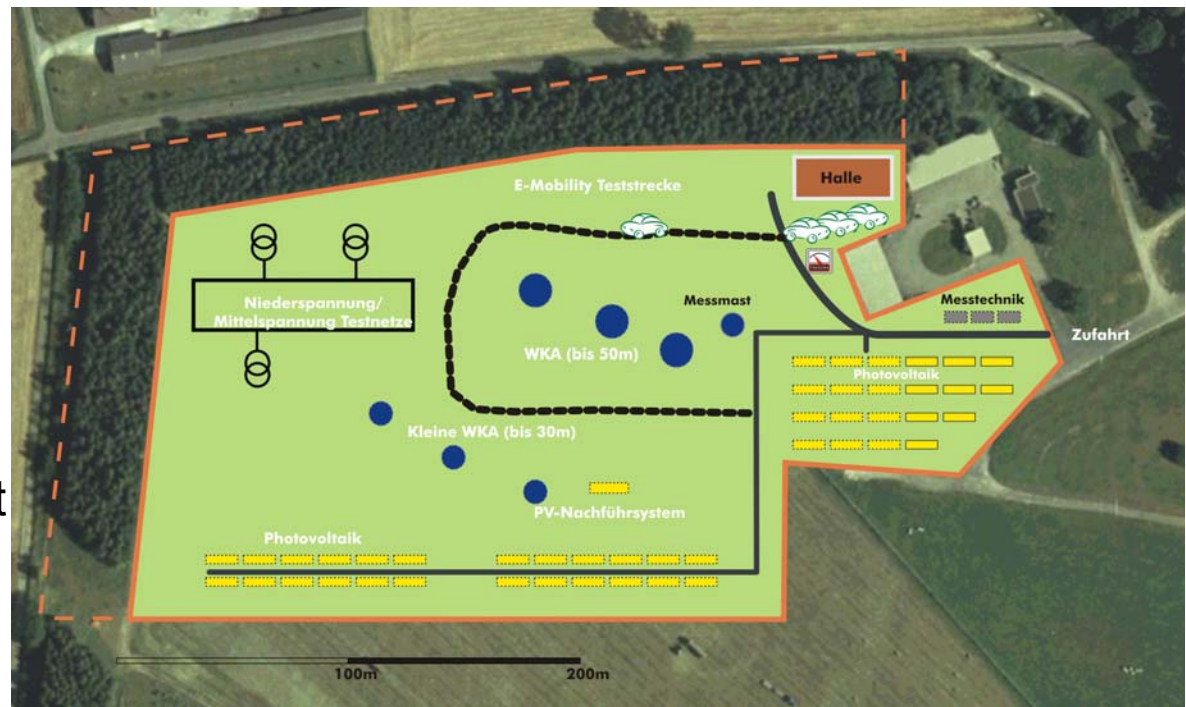 E-Mobility Teststrecke
Halle
Niederspannung/
Mittelspannung Testnetze
Messmast
Messtechnik
WKA (bis 50m)
Zufahrt
Photovoltaik
Kleine WKA (bis 30m)
t
PV-Nachführsystem
Photovoltaik
100m
200m